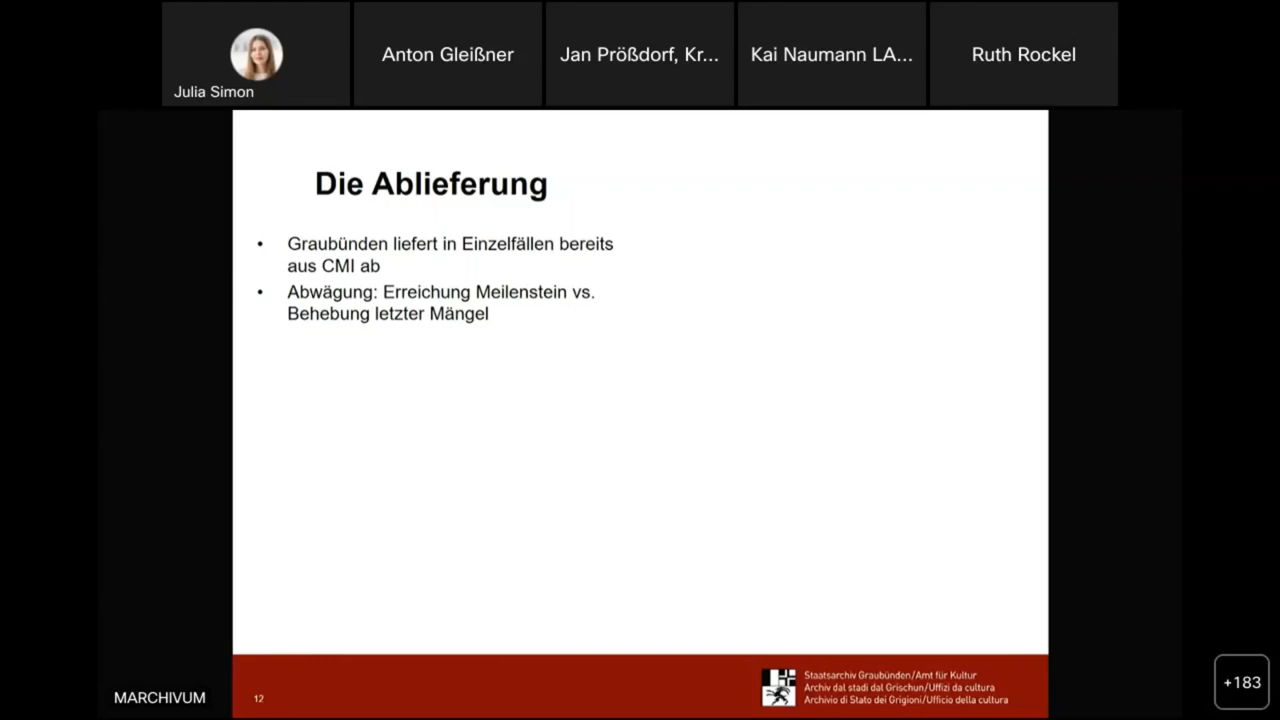 Julia Simon
Anton Gleißner
Jan Prößdorf, Kr...
Kai Naumann LA...
Ruth Rockel
Die Ablieferung
• Graubünden liefert in Einzelfällen bereits
aus CMI ab
• Abwägung: Erreichung Meilenstein vs.
Behebung letzter Mängel
12
Staatsarchiv Graubünden/Amt für Kultur
Archiv dal stadi dal Grischun/Uffizi da cultura
Archivio di Stato dei Grigioni/Ufficio della cultura
MARCHIVUM
+183